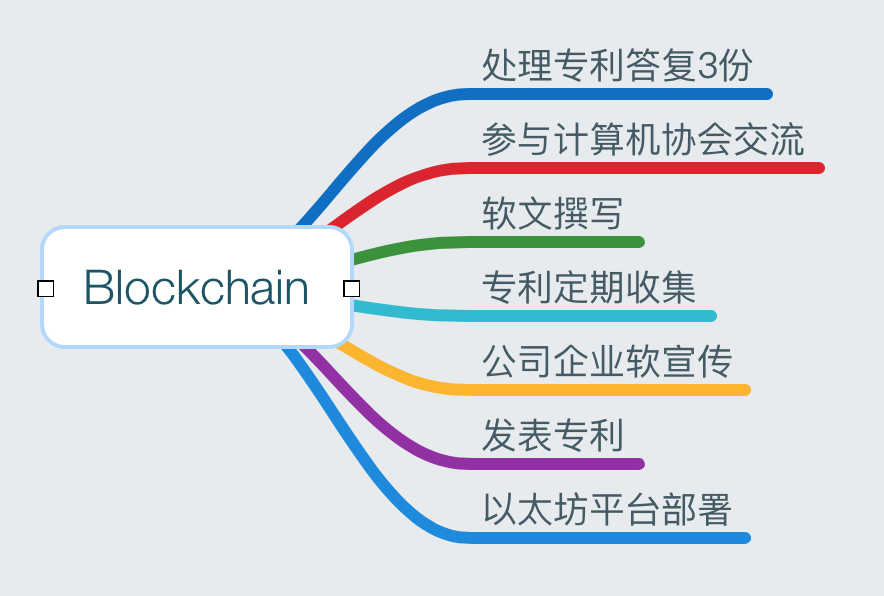 Blockchain
处理专利答复3份
参与计算机协会交流
软文撰写
专利定期收集
公司企业软宣传
发表专利
以太坊平台部署